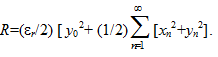 R=(εr/2) [ y₀²+ (1/2)∑_{n=1}^{∞} [xₙ²+yₙ²].